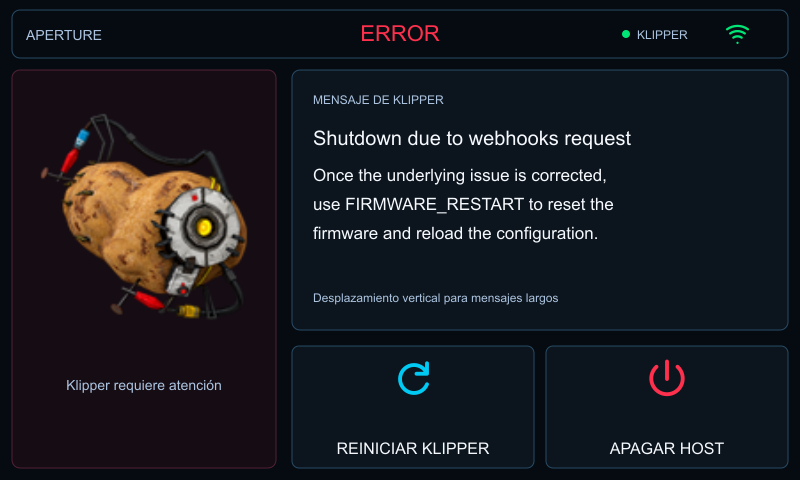 APERTURE
ERROR
KLIPPER
MENSAJE DE KLIPPER
Shutdown due to webhooks request
Once the underlying issue is corrected,
use FIRMWARE_RESTART to reset the
firmware and reload the configuration.
Desplazamiento vertical para mensajes largos
Klipper requiere atención
REINICIAR KLIPPER
APAGAR HOST